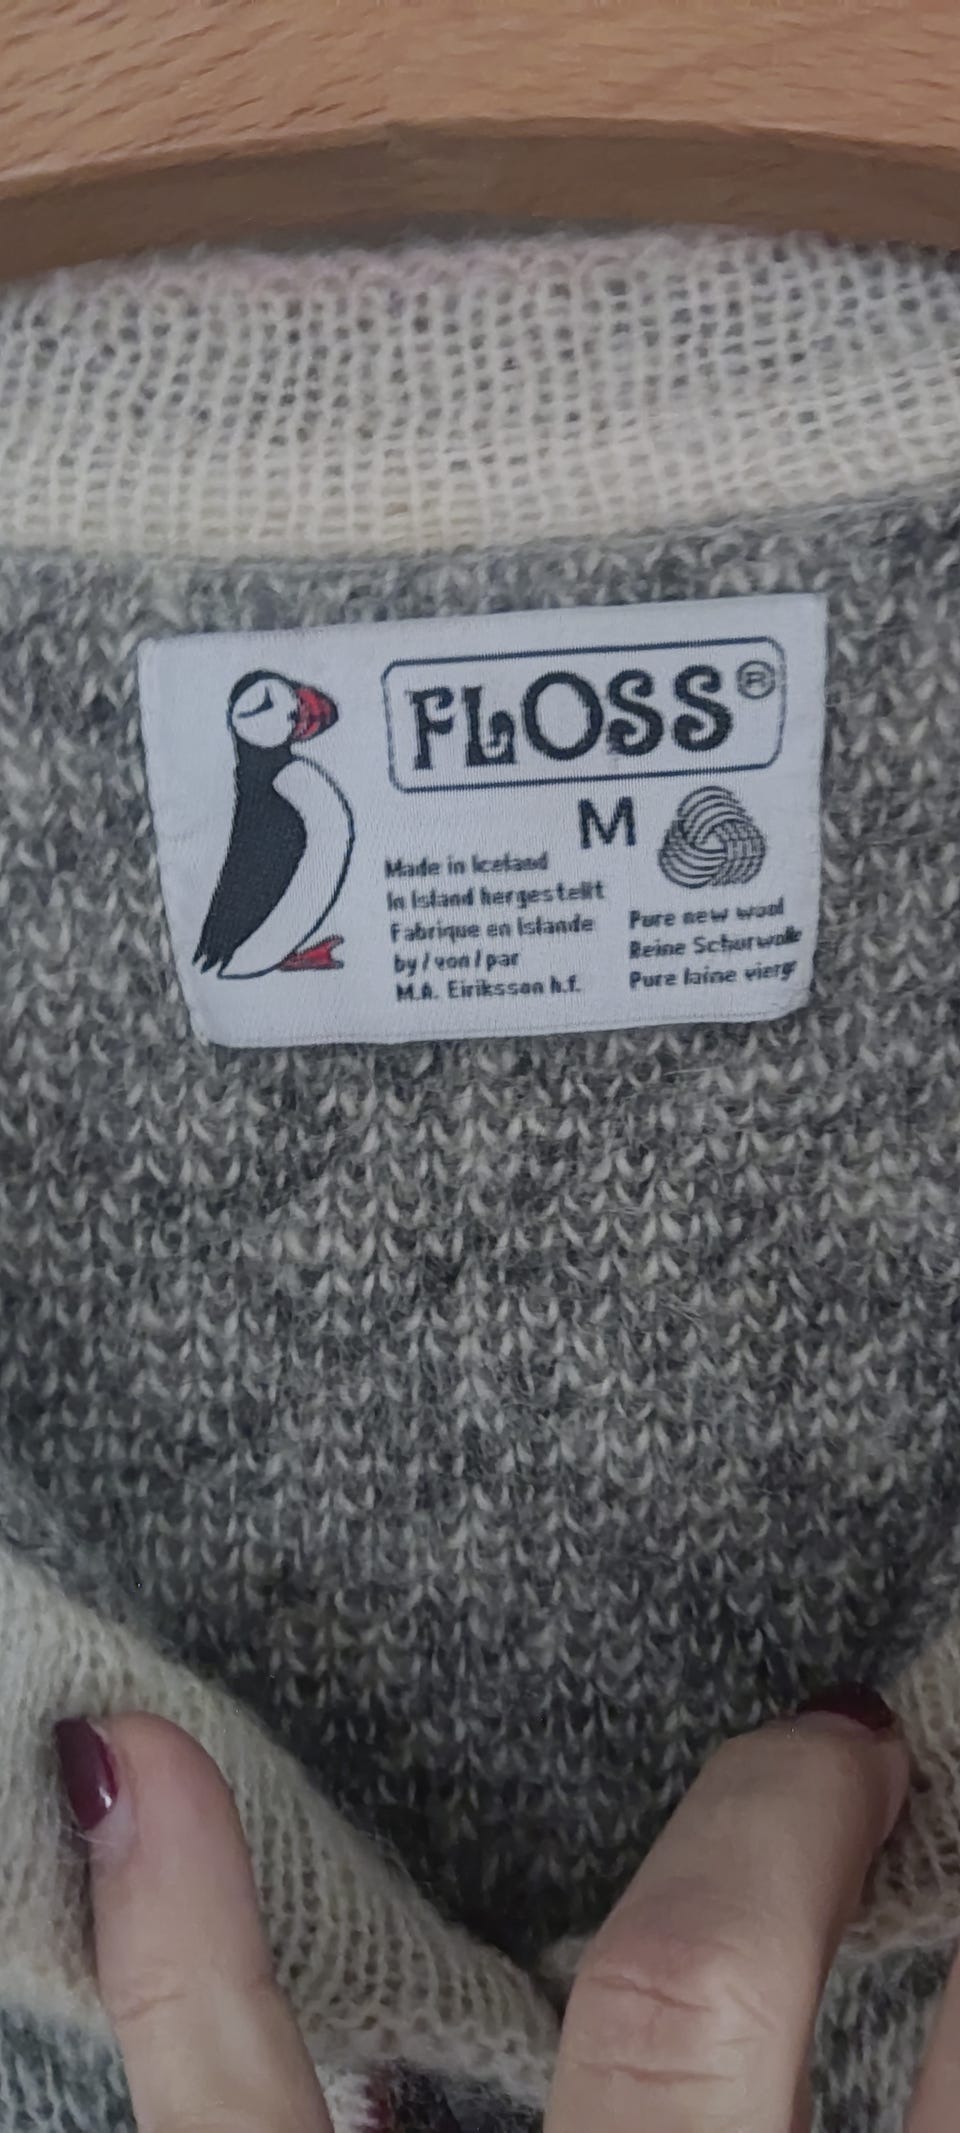 FLOSS®
M
Made in Iceland
In Island hergestellt
Fabrique en Islande
by / von / par
M.A. Eiriksson h.f.
Pure new wool
Reine Schurwolle
Pure laine vierge